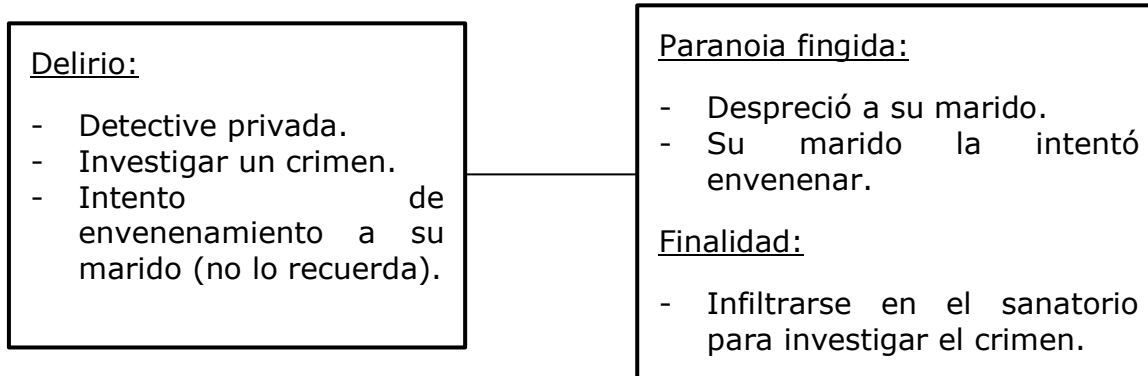 Delirio:
- Detective privada.
- Investigar un crimen.
- Intento de
envenenamiento a su
marido (no lo recuerda).
Paranoia fingida:
- Despreció a su marido.
- Su marido la intentó
envenenar.
Finalidad:
- Infiltrarse en el sanatorio
para investigar el crimen.